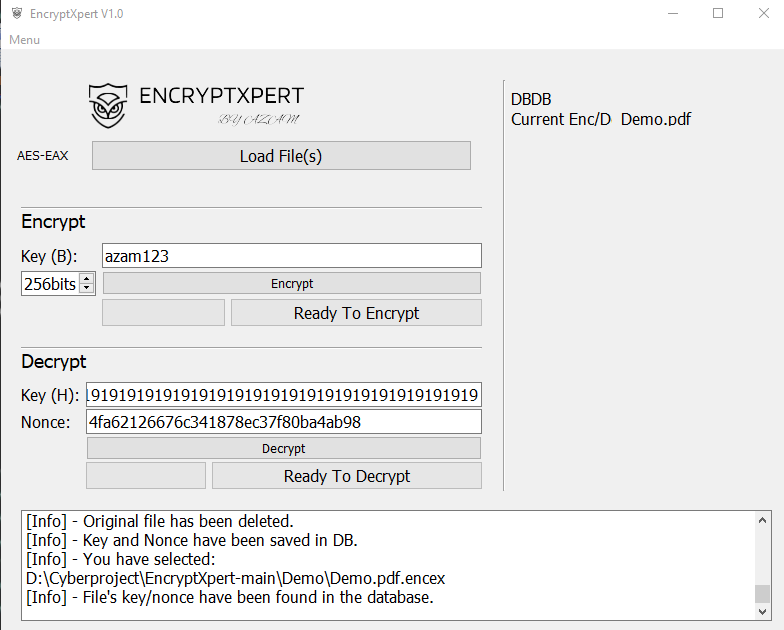 EncryptXpert V1.0
Menu
ENCRYPTXPERT
BY AZZAM
DBDB
Current Enc/D Demo.pdf
AES-EAX
Load File(s)
Encrypt
Key (B):
azam123
256bits
Encrypt
Ready To Encrypt
Decrypt
Key (H):
19191919191919191919191919191919191919191919191919
Nonce:
4fa62126676c341878ec37f80ba4ab98
Decrypt
Ready To Decrypt
[Info] - Original file has been deleted.
[Info] - Key and Nonce have been saved in DB.
[Info] - You have selected:
D:\Cyberproject\EncryptXpert-main\Demo\Demo.pdf.encex
[Info] - File's key/nonce have been found in the database.